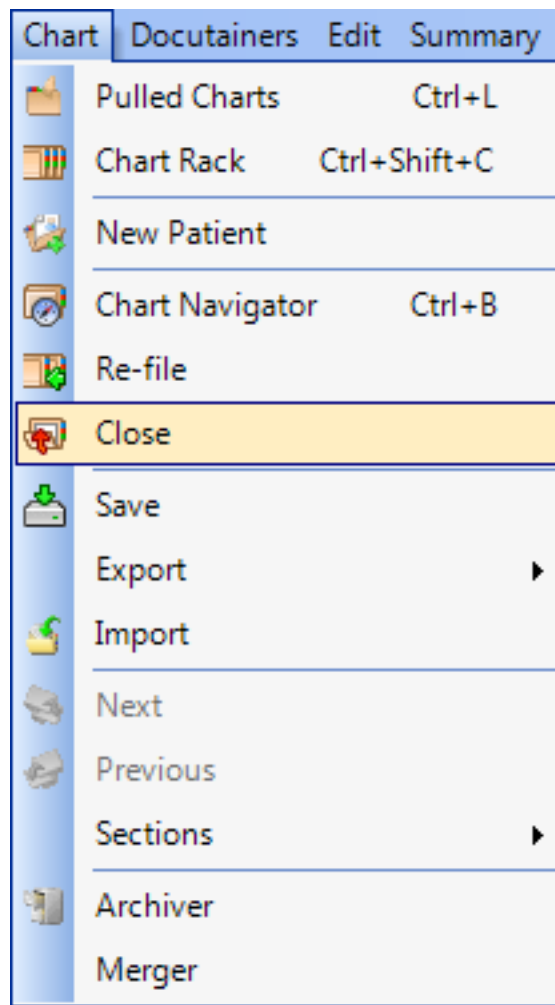 Chart Docutainers Edit Summary
Pulled Charts Ctrl+L
Chart Rack Ctrl+Shift+C
New Patient
Chart Navigator Ctrl+B
Re-file
Close
Save
Export
Import
Next
Previous
Sections
Archiver
Merger